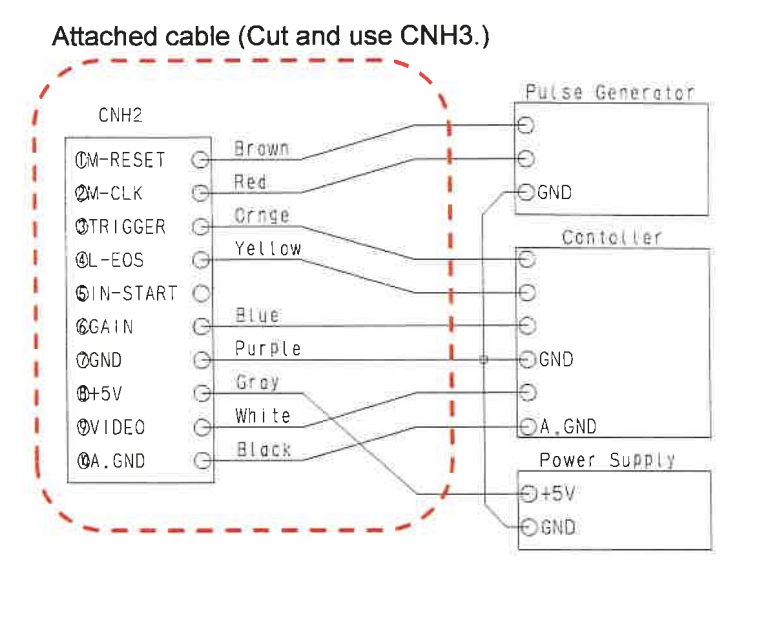 Attached cable (Cut and use CNH3.)
Pulse Generator
CNH2
①M-RESET
Brown
②M-CLK
Red
GND
③TRIGGER
Ornge
Contoller
④L-EOS
Yellow
⑤IN-START
⑥GAIN
Blue
⑦GND
Purple
GND
⑧+5V
Gray
⑨VIDEO
White
A.GND
⑩A.GND
Black
Power Supply
+5V
GND